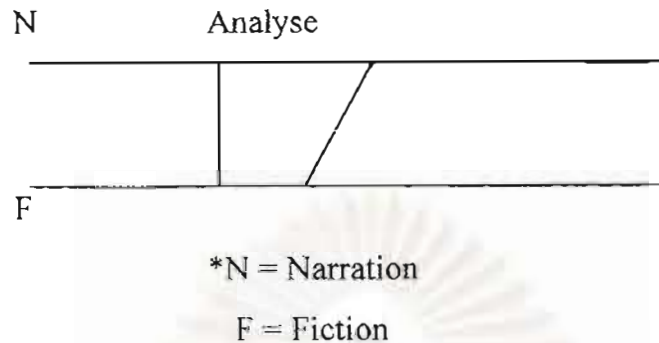 N Analyse
F
*N = Narration
F = Fiction